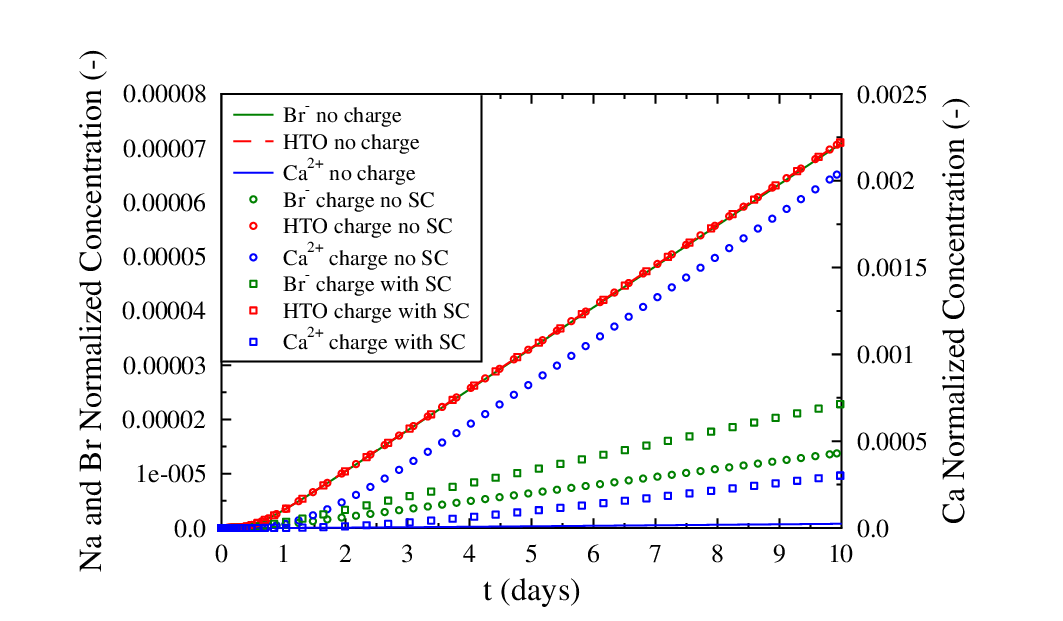 Na and Br Normalized Concentration (-)
0.00008
0.00007
0.00006
0.00005
0.00004
0.00003
0.00002
1e-005
0.0
Br⁻ no charge
HTO no charge
Ca²⁺ no charge
Br⁻ charge no SC
HTO charge no SC
Ca²⁺ charge no SC
Br⁻ charge with SC
HTO charge with SC
Ca²⁺ charge with SC
0.0025
0.002
0.0015
0.001
0.0005
0.0
Ca Normalized Concentration (-)
0 1 2 3 4 5 6 7 8 9 10
t (days)